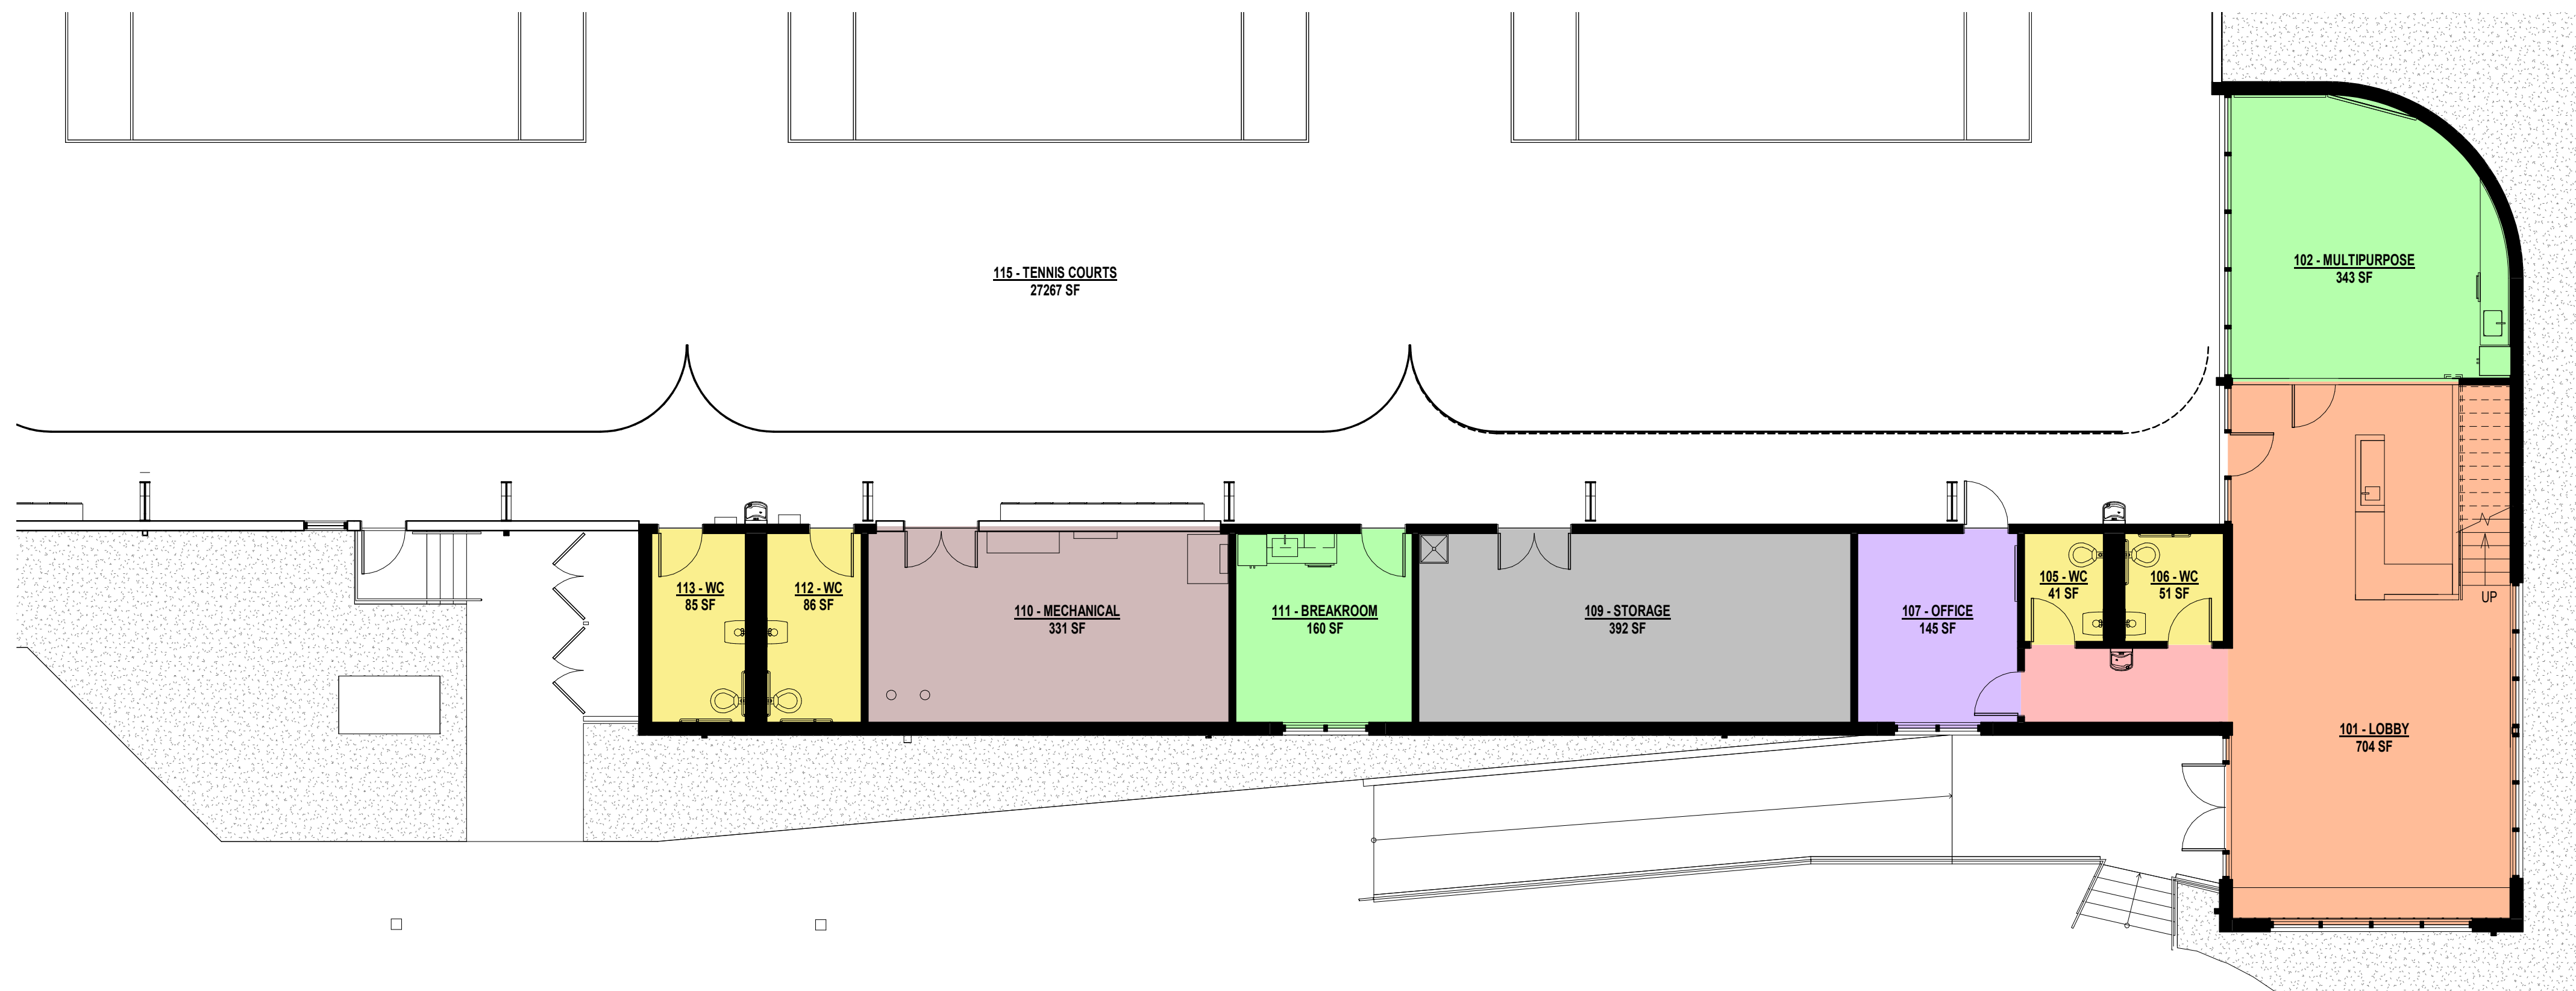 102 - MULTIPURPOSE
343 SF
115 - TENNIS COURTS
27267 SF
113 - WC
85 SF
112 - WC
86 SF
110 - MECHANICAL
331 SF
111 - BREAKROOM
160 SF
109 - STORAGE
392 SF
107 - OFFICE
145 SF
105 - WC
41 SF
106 - WC
51 SF
UP
101 - LOBBY
704 SF